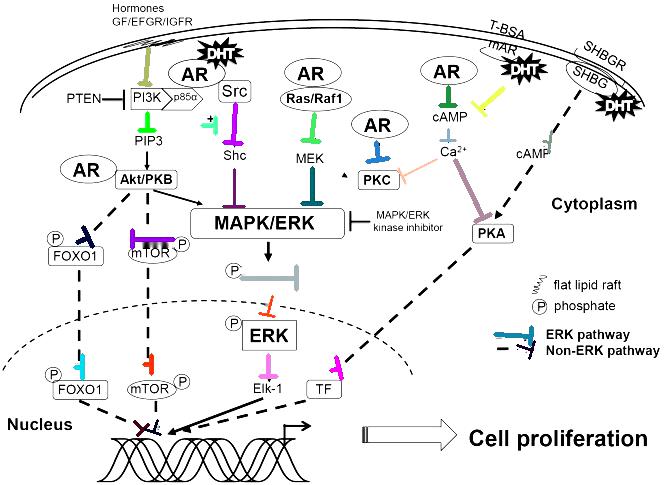 Hormones
GF/EFGR/IGFR
T-BSA
mAR
SHBGR
SHBG
DHT
DHT
DHT
AR
AR
AR
Src
PTEN
PI3K
p85α
Ras/Raf1
cAMP
+
AR
PIP3
Shc
MEK
Ca²⁺
cAMP
AR
Akt/PKB
PKC
Cytoplasm
MAPK/ERK
MAPK/ERK
kinase inhibitor
PKA
P
FOXO1
mTOR
P
P
flat lipid raft
P
phosphate
ERK pathway
Non-ERK pathway
P
ERK
P
FOXO1
mTOR
P
Elk-1
TF
Nucleus
Cell proliferation